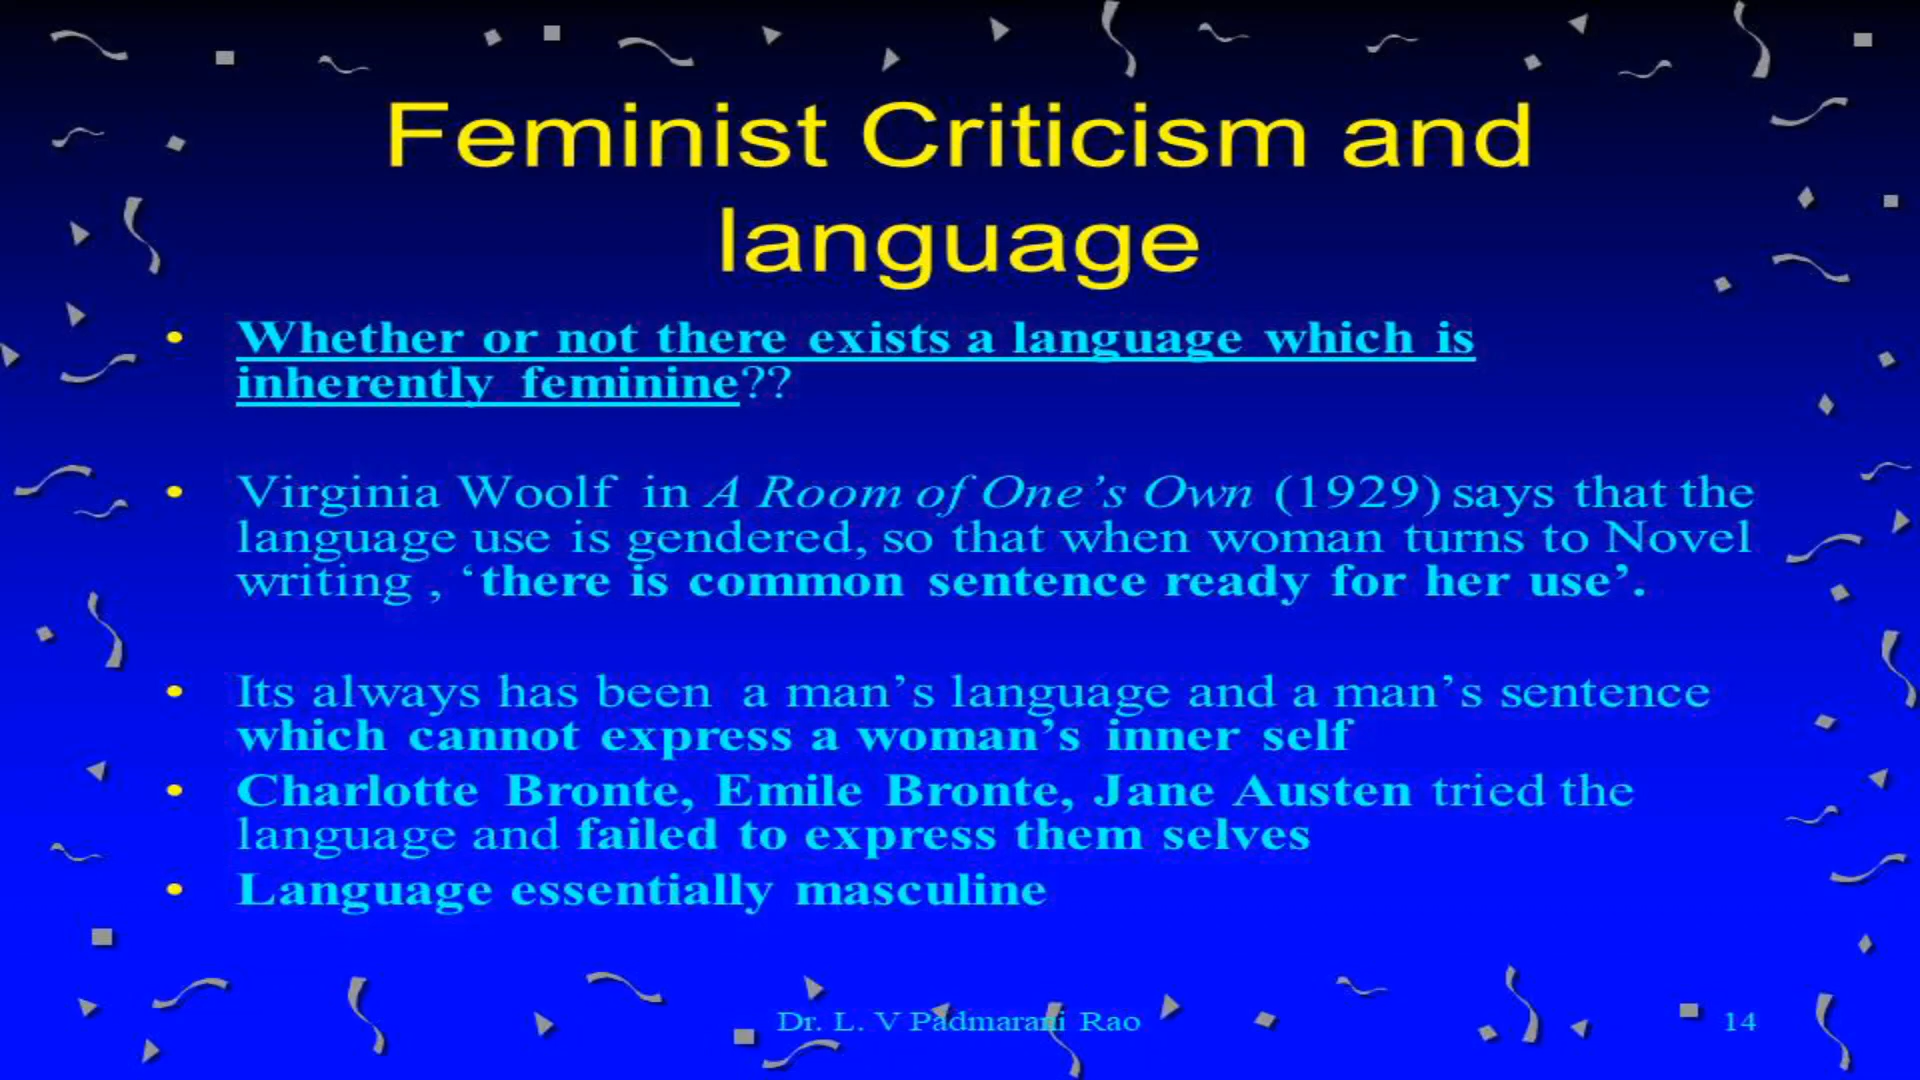 Feminist Criticism and
language
• Whether or not there exists a language which is
inherently feminine??
• Virginia Woolf in A Room of One’s Own (1929) says that the
language use is gendered, so that when woman turns to Novel
writing , ‘there is common sentence ready for her use’.
• Its always has been a man’s language and a man’s sentence
which cannot express a woman’s inner self
• Charlotte Bronte, Emile Bronte, Jane Austen tried the
language and failed to express them selves
• Language essentially masculine
Dr. L. V Padmarani Rao
14